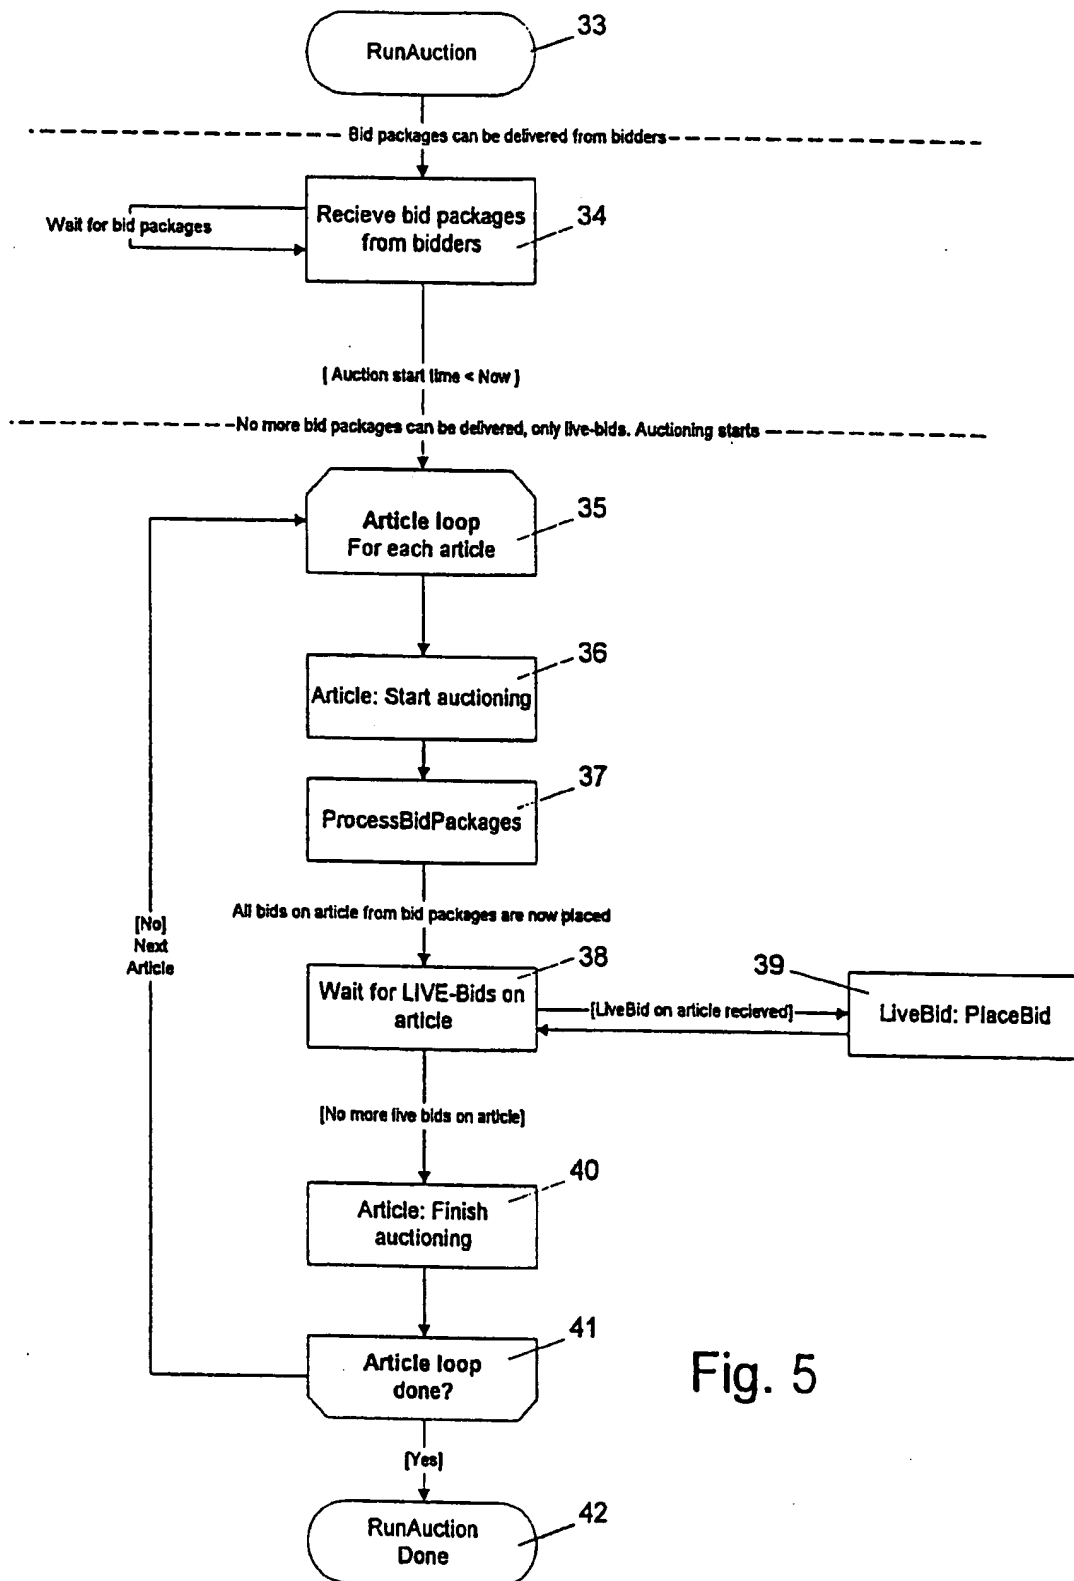 33
RunAuction
Bid packages can be delivered from bidders
Wait for bid packages
Recieve bid packages
from bidders
34
[ Auction start time < Now ]
No more bid packages can be delivered, only live-bids. Auctioning starts
Article loop
For each article
35
36
Article: Start auctioning
37
ProcessBidPackages
All bids on article from bid packages are now placed
[No]
Next
Article
38
Wait for LIVE-Bids on
article
[LiveBid on article recieved]
39
LiveBid: PlaceBid
[No more live bids on article]
40
Article: Finish
auctioning
41
Article loop
done?
Fig. 5
[Yes]
42
RunAuction
Done